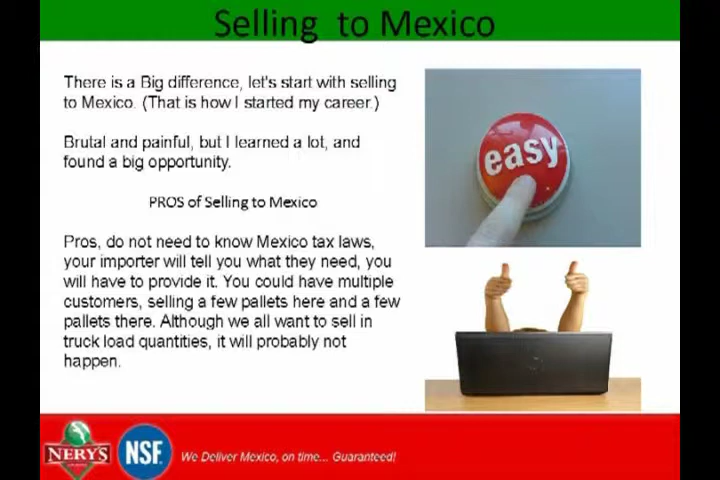 Selling to Mexico
There is a Big difference, let's start with selling
to Mexico. (That is how I started my career.)
Brutal and painful, but I learned a lot, and
found a big opportunity.
PROS of Selling to Mexico
Pros, do not need to know Mexico tax laws,
your importer will tell you what they need, you
will have to provide it. You could have multiple
customers, selling a few pallets here and a few
pallets there. Although we all want to sell in
truck load quantities, it will probably not
happen.
easy
NERY'S
NSF.
We Deliver Mexico, on time... Guaranteed!